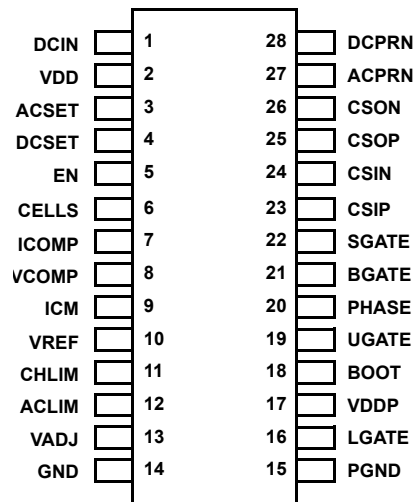 DCIN 1 28 DCPRN
VDD 2 27 ACPRN
ACSET 3 26 CSON
DCSET 4 25 CSOP
EN 5 24 CSIN
CELLS 6 23 CSIP
ICOMP 7 22 SGATE
VCOMP 8 21 BGATE
ICM 9 20 PHASE
VREF 10 19 UGATE
CHLIM 11 18 BOOT
ACLIM 12 17 VDDP
VADJ 13 16 LGATE
GND 14 15 PGND